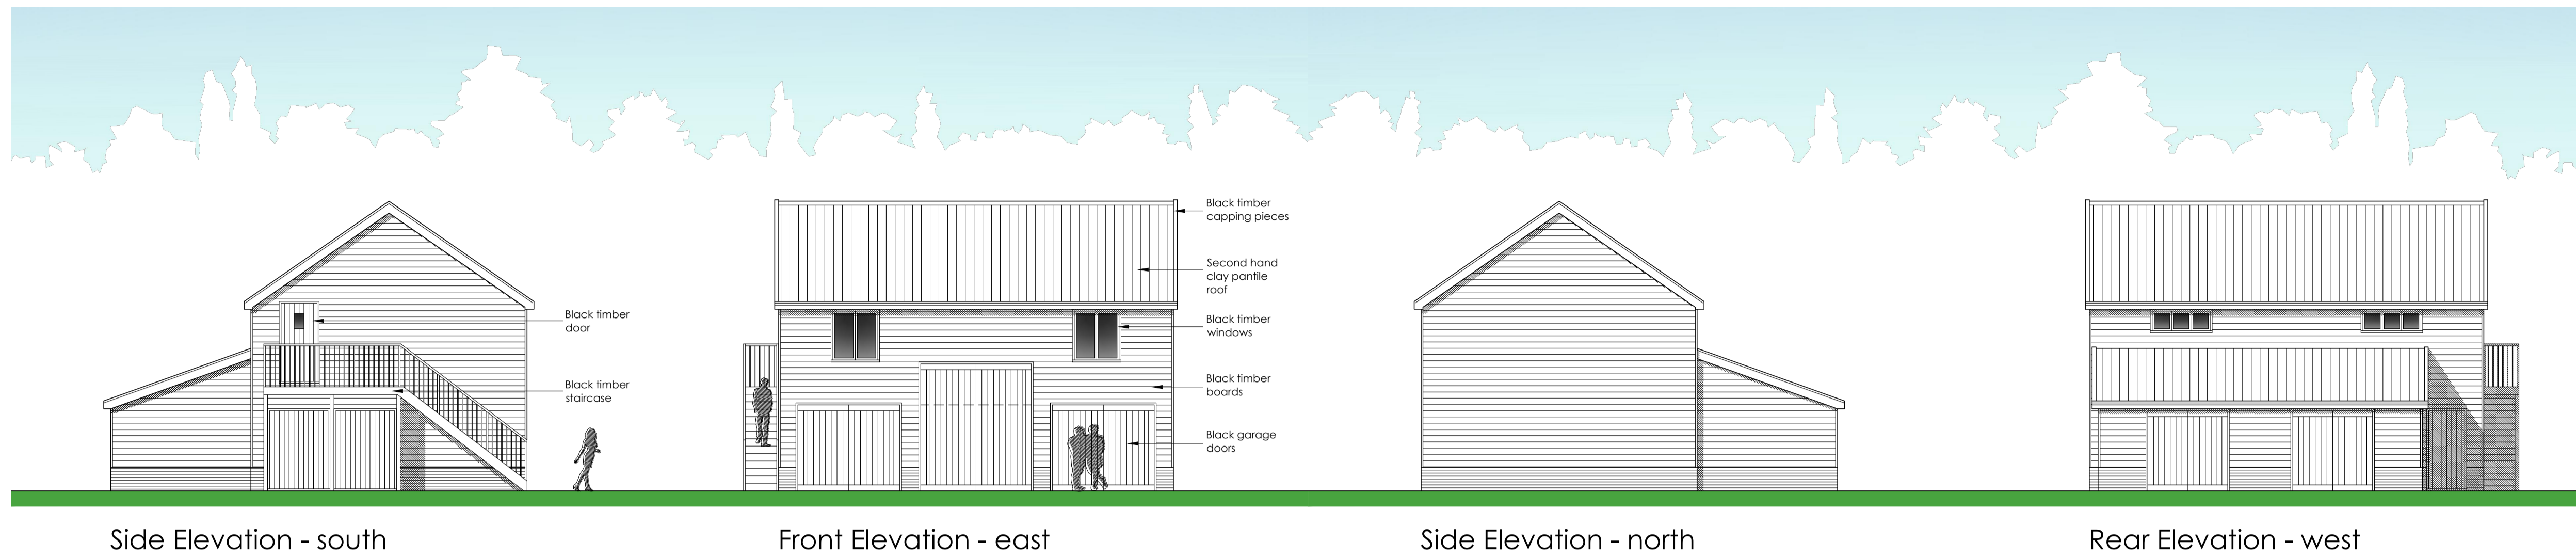 Black timber
door
Black timber
staircase
Black timber
capping pieces
Second hand
clay pantile
roof
Black timber
windows
Black timber
boards
Black garage
doors
Side Elevation - south
Front Elevation - east
Side Elevation - north
Rear Elevation - west